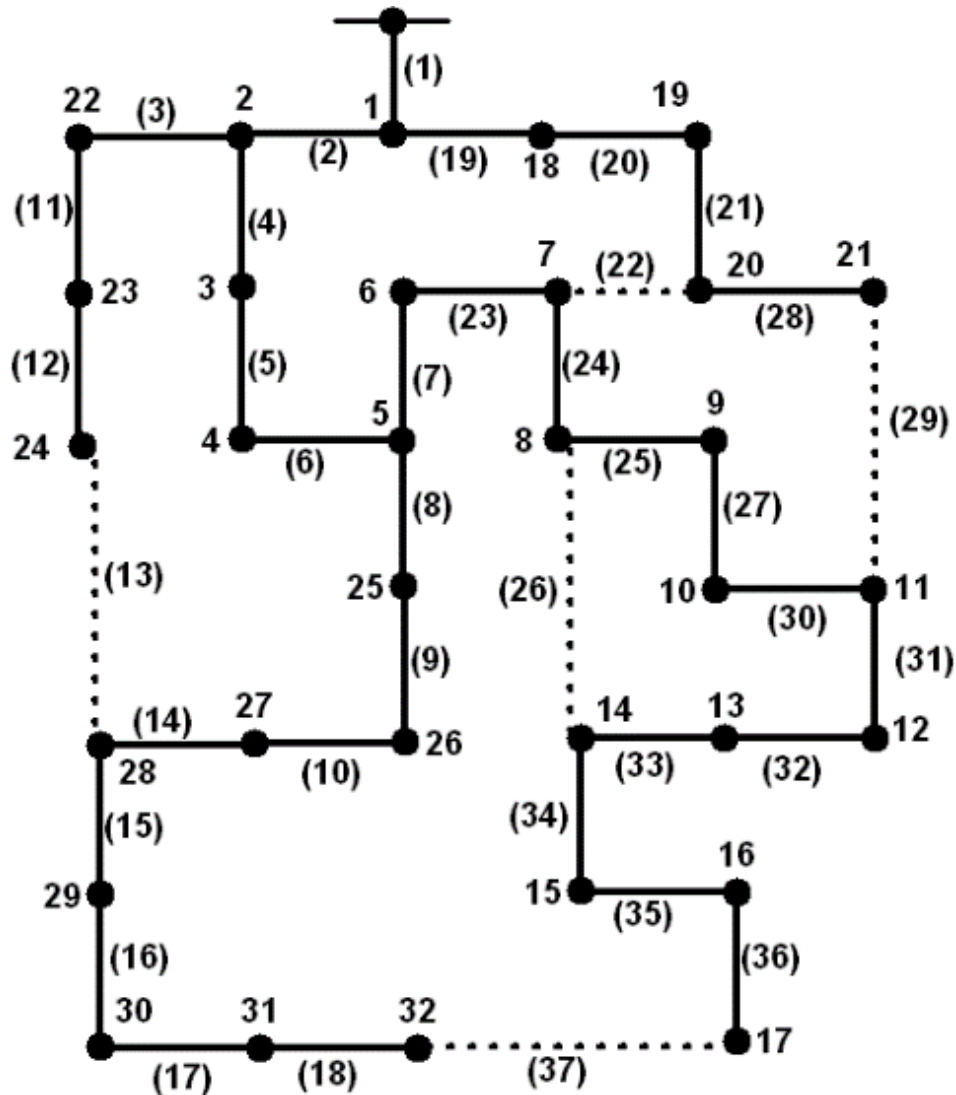 (1)
22 (3) 2 1 19
(2) (19) 18 (20)
(11) (4) (21)
23 3 6 7 (22) 20 21
(23) (28)
(12) (5) (7) (24) (29)
24 4 5 8 9
(6) (25)
(8) (27)
(13) 25 (26) 10 11
(30)
(9) (31)
(14) 27 26 14 13 12
28 (10) (33) (32)
(15) (34)
29 15 16
(35)
(16) (36)
30 31 32 17
(17) (18) (37)